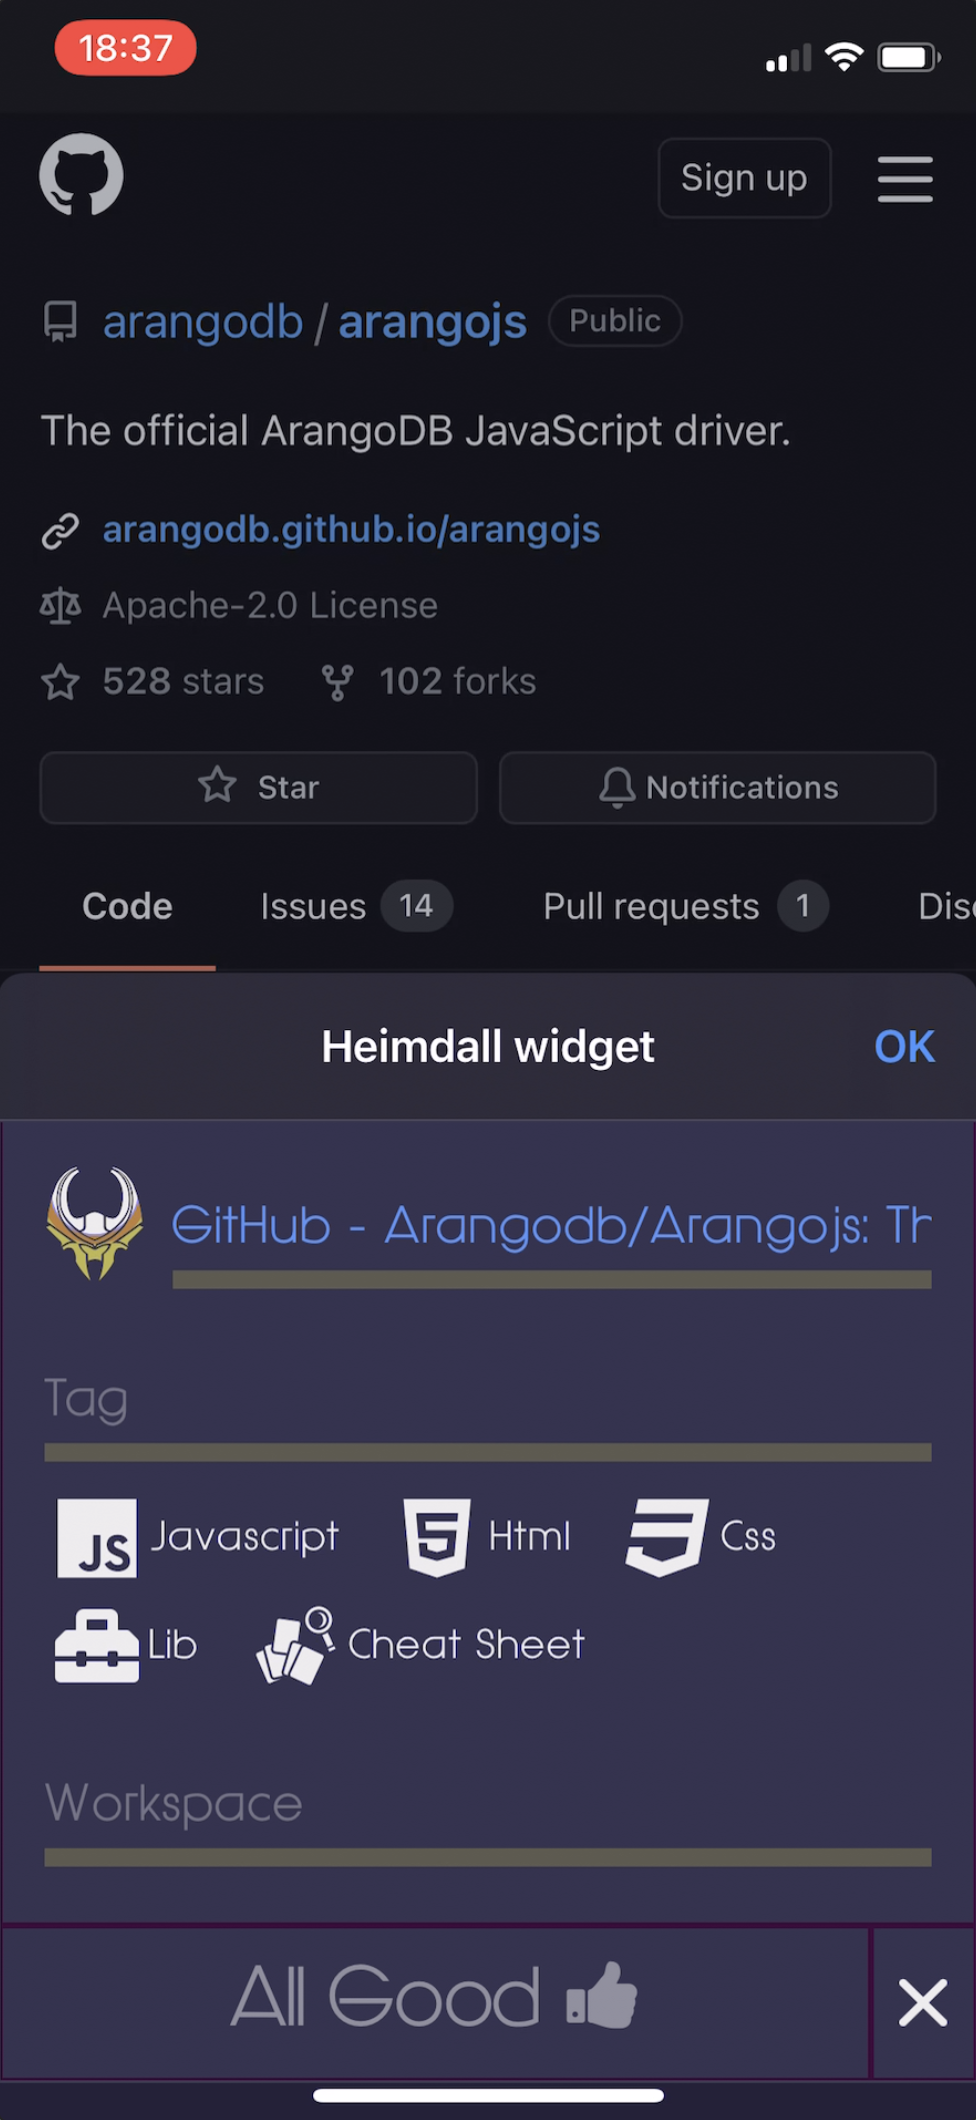 18:37
Sign up
arangodb / arangojs Public
The official ArangoDB JavaScript driver.
arangodb.github.io/arangojs
Apache-2.0 License
528 stars 102 forks
Star Notifications
Code Issues 14 Pull requests 1 Disc
Heimdall widget OK
GitHub - Arangodb/Arangojs: Th
Tag
JS Javascript 5 Html Css
Lib Cheat Sheet
Workspace
All Good